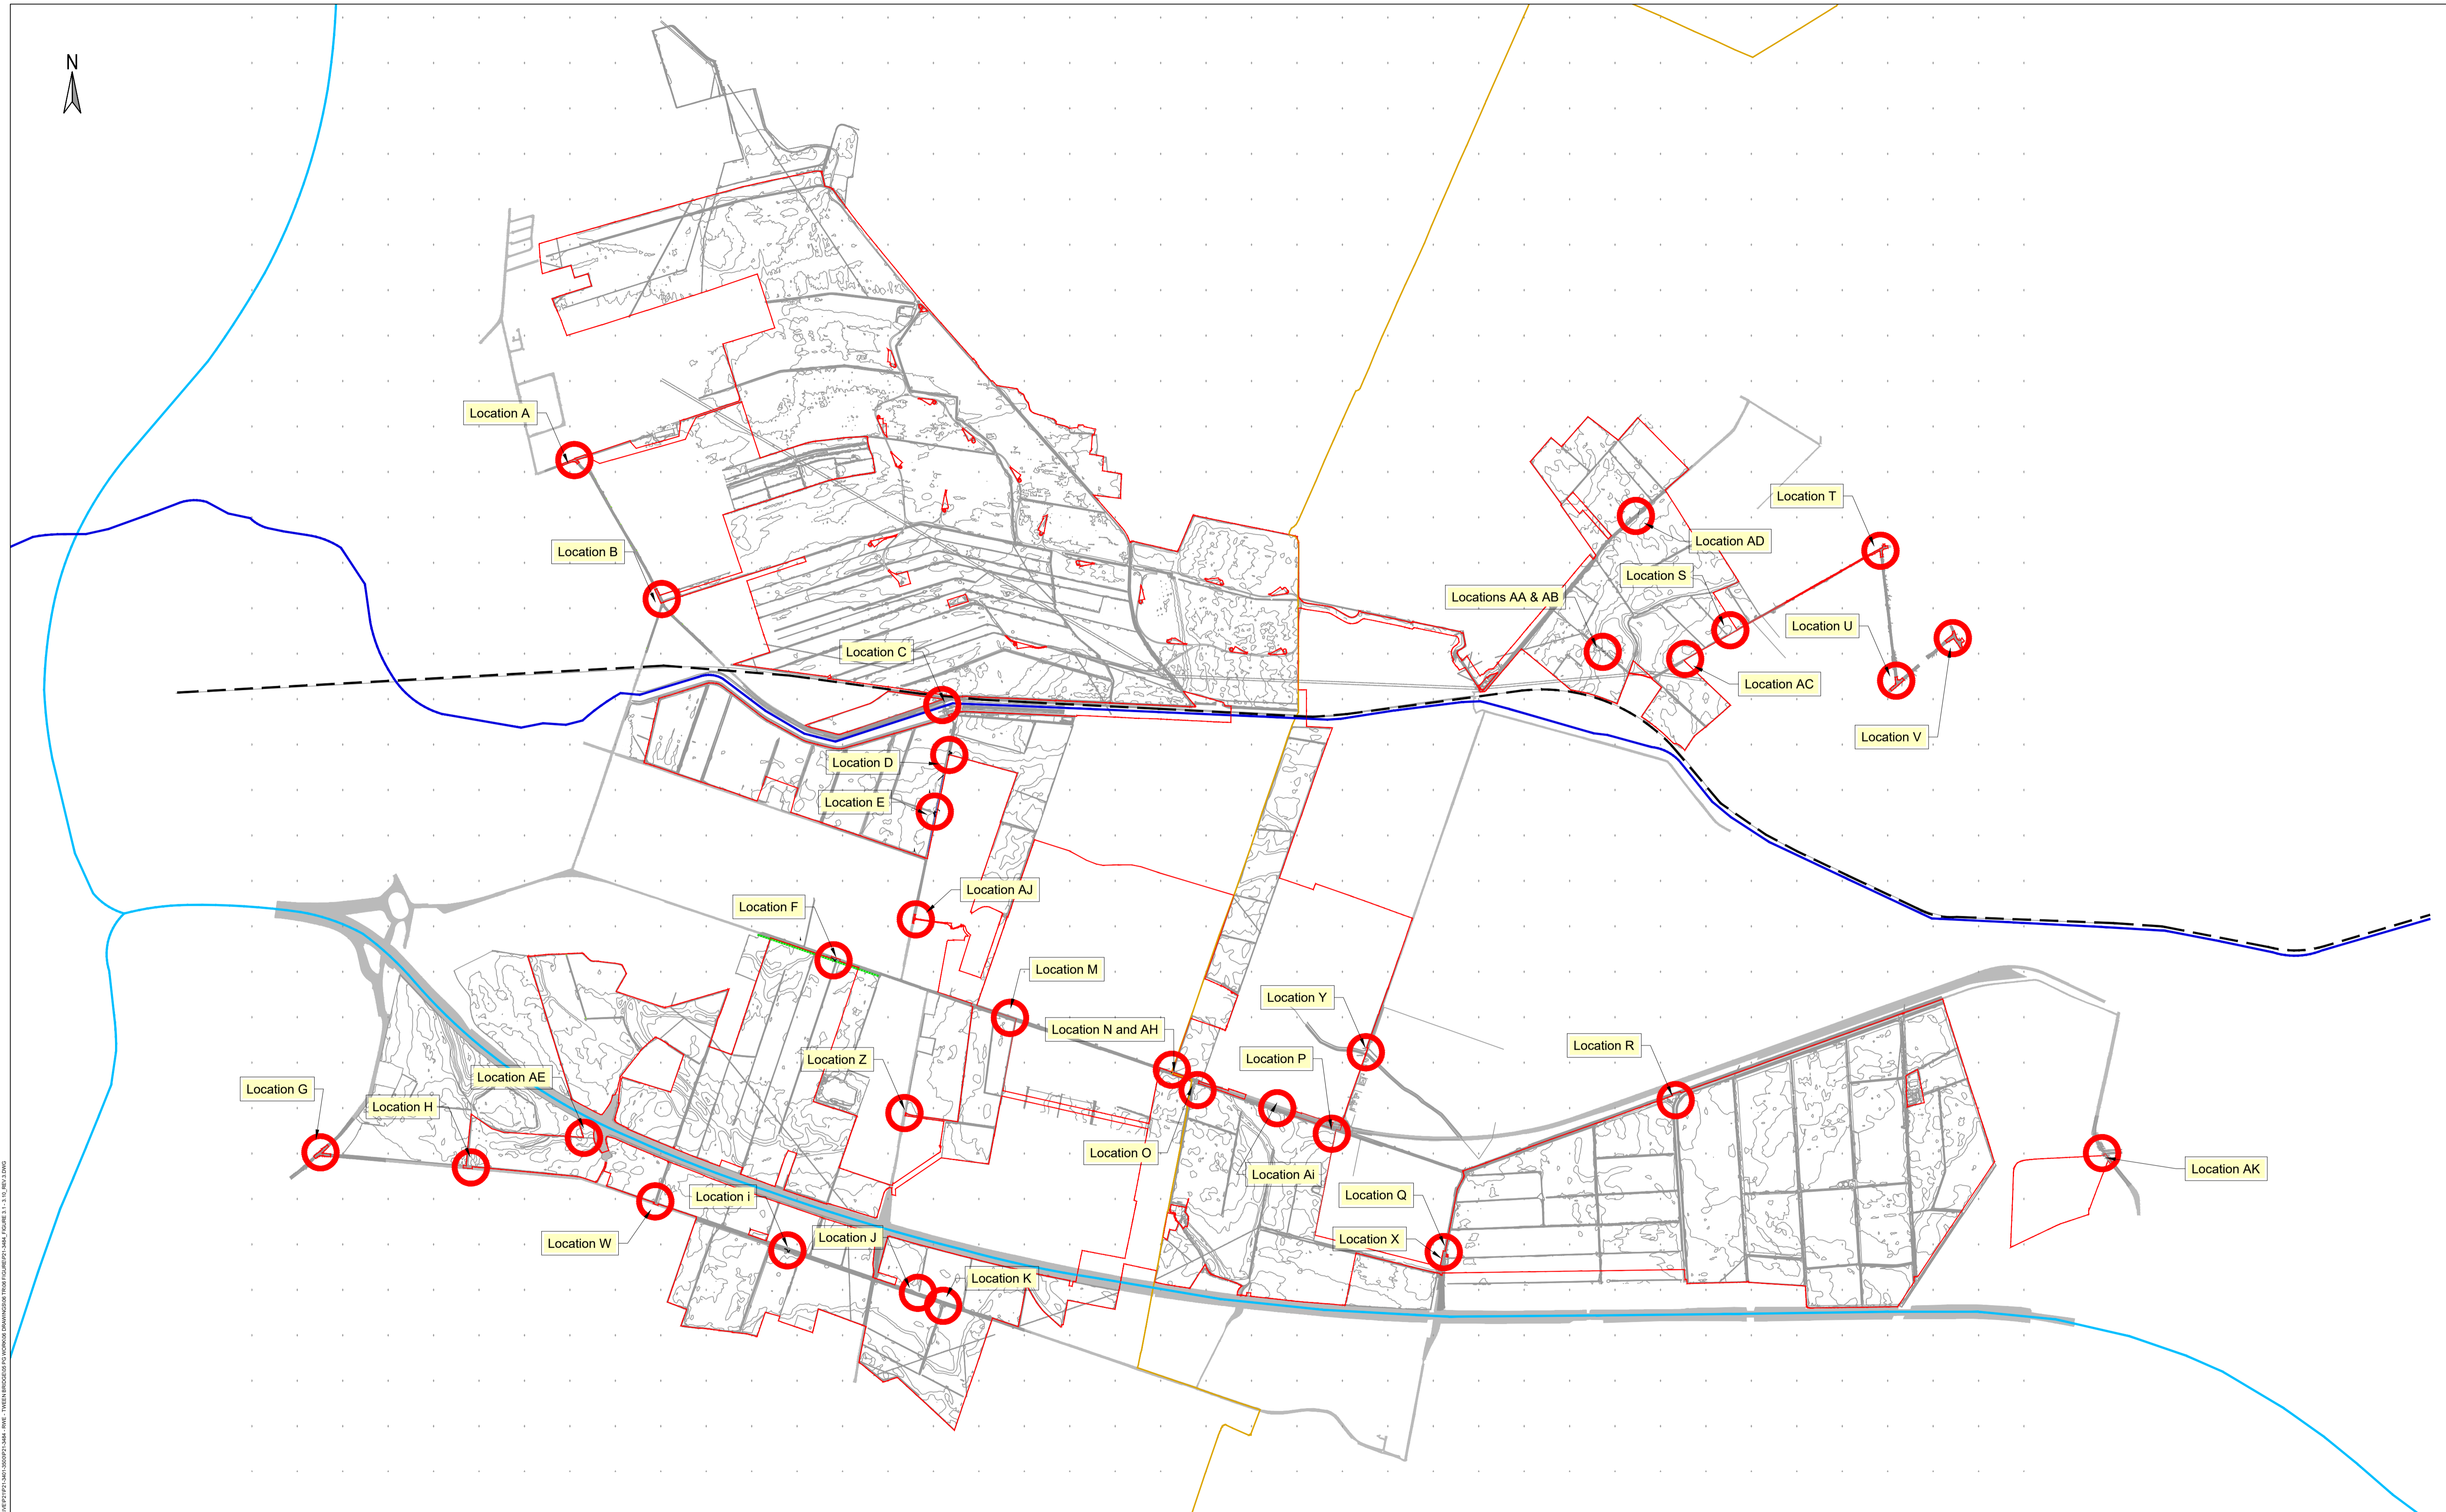 N
Location A
Location T
Location AD
Location B
Location S
Locations AA & AB
Location U
Location C
Location AC
Location V
Location D
Location E
Location AJ
Location F
Location M
Location Y
Location N and AH
Location R
Location Z
Location P
Location AE
Location G
Location H
Location O
Location AK
Location Ai
Location i
Location Q
Location J
Location X
Location W
Location K